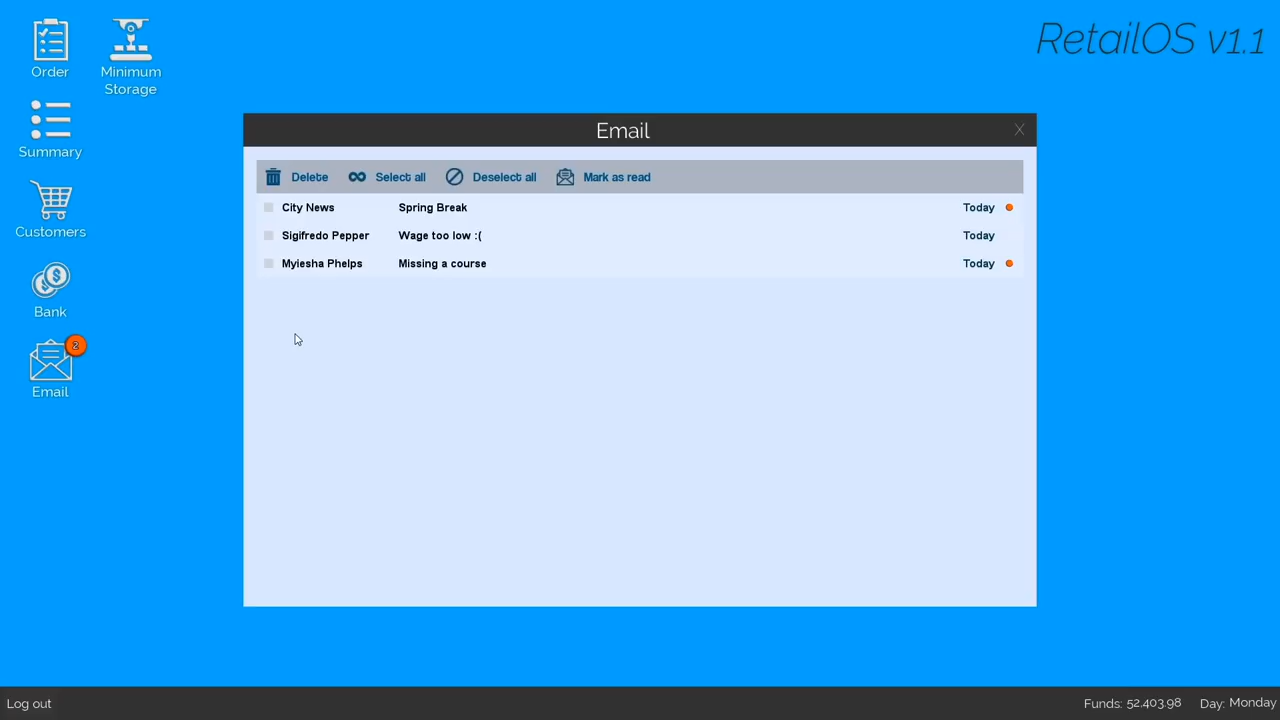 RetailOS v1.1
Order
Minimum
Storage
Summary
Customers
Bank
2
Email
Email
X
Delete
Select all
Deselect all
Mark as read
City News Spring Break Today
Sigifredo Pepper Wage too low :( Today
Myiesha Phelps Missing a course Today
Log out
Funds: 52,403.98 Day: Monday